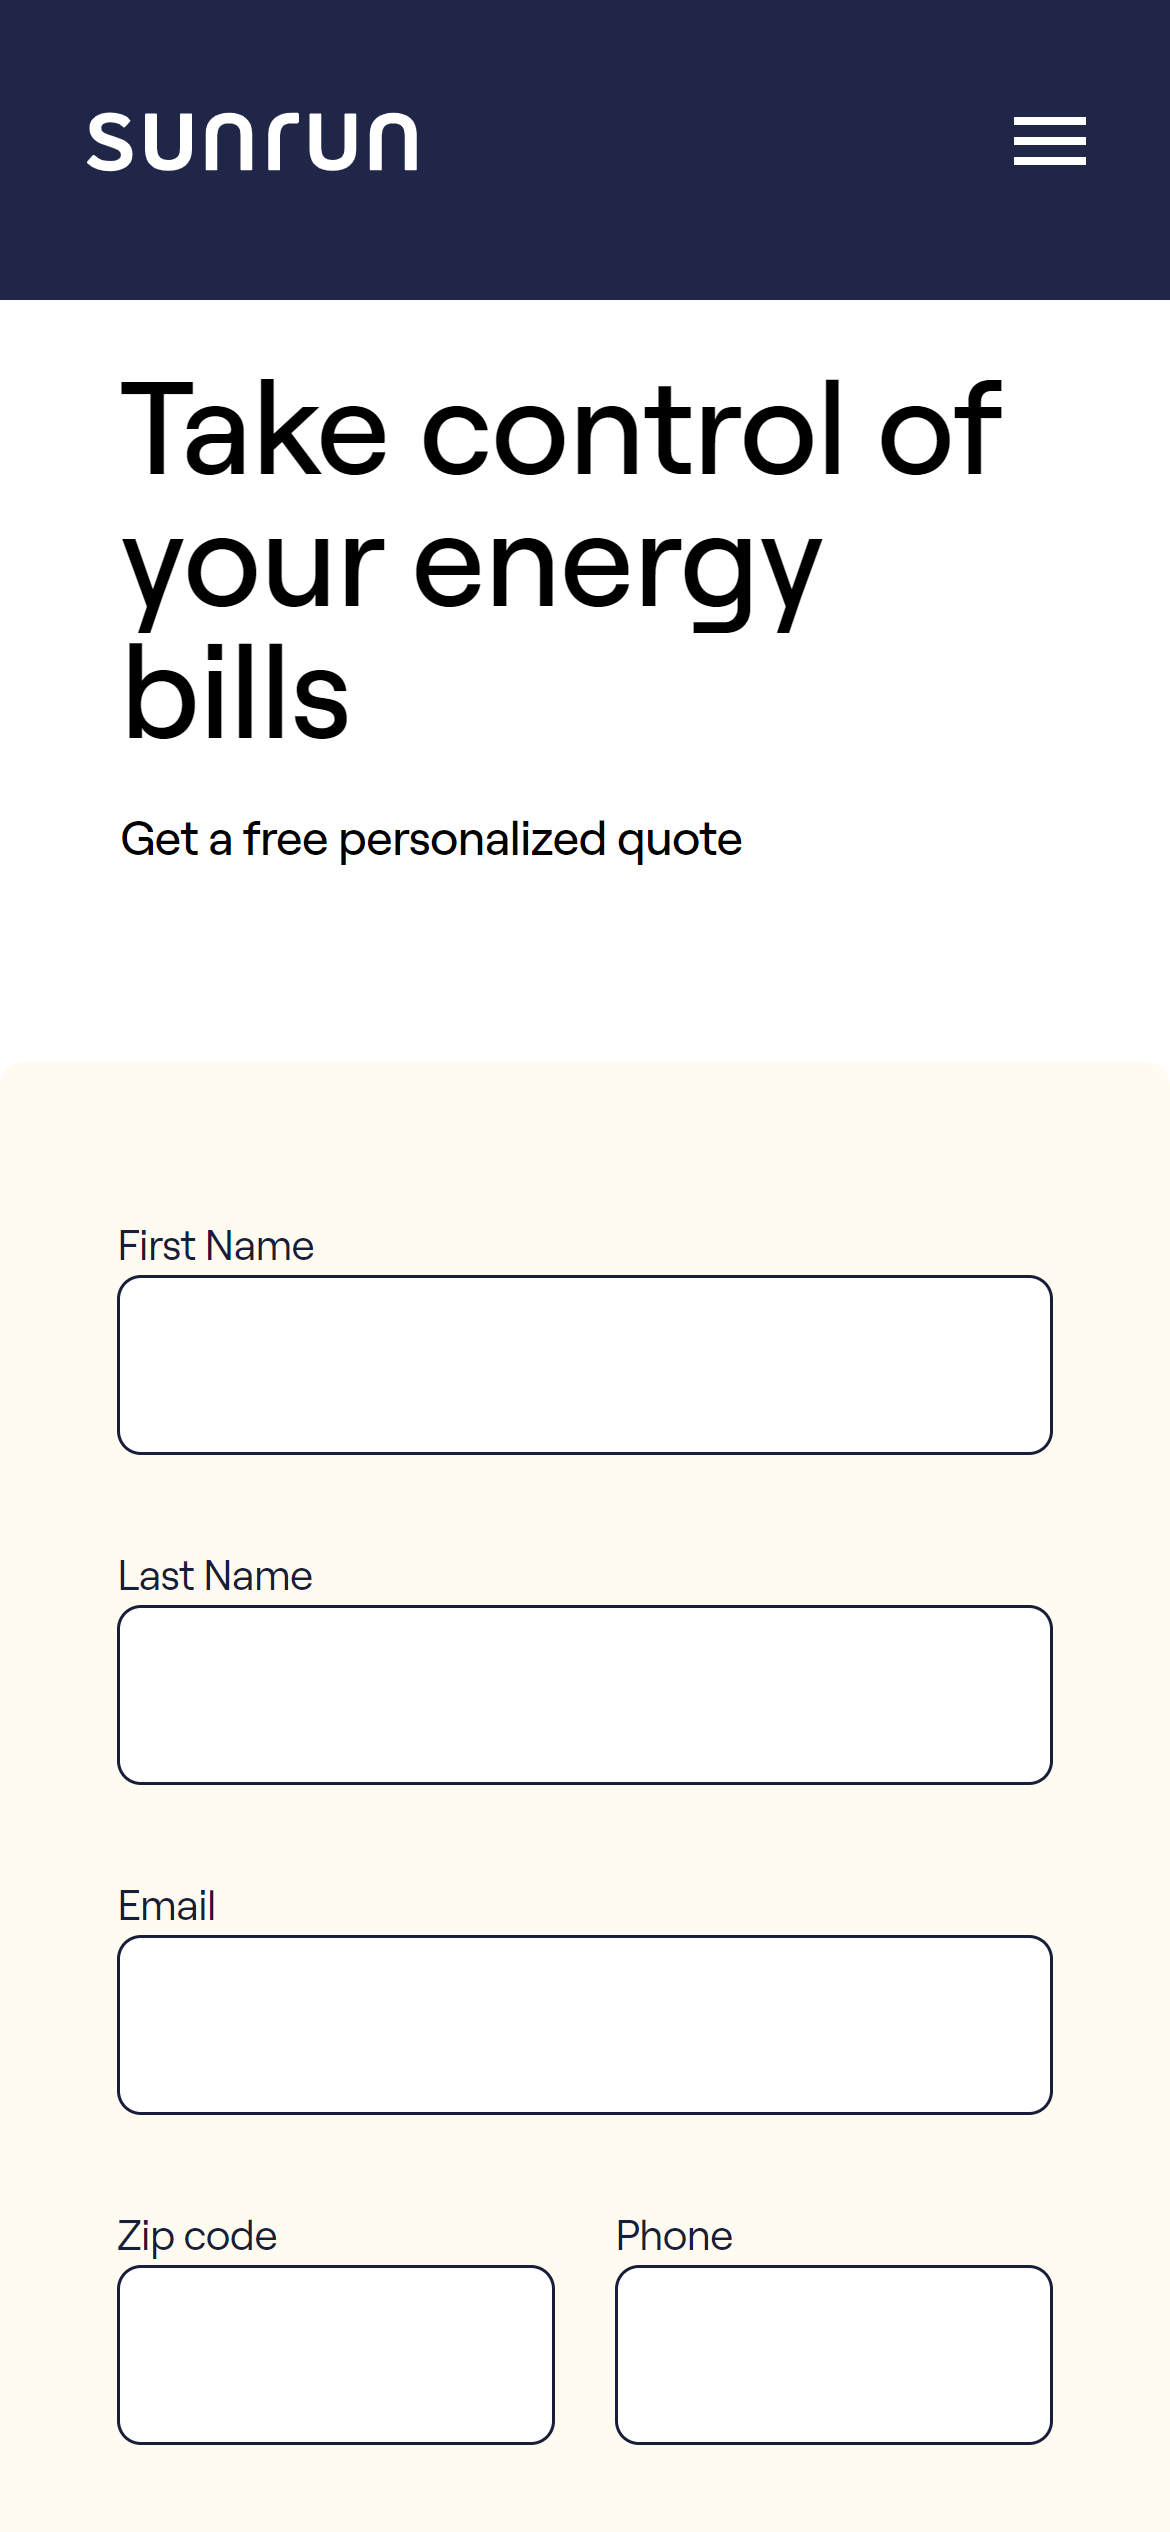 sunrun
Take control of
your energy
bills
Get a free personalized quote
First Name
Last Name
Email
Zip code Phone